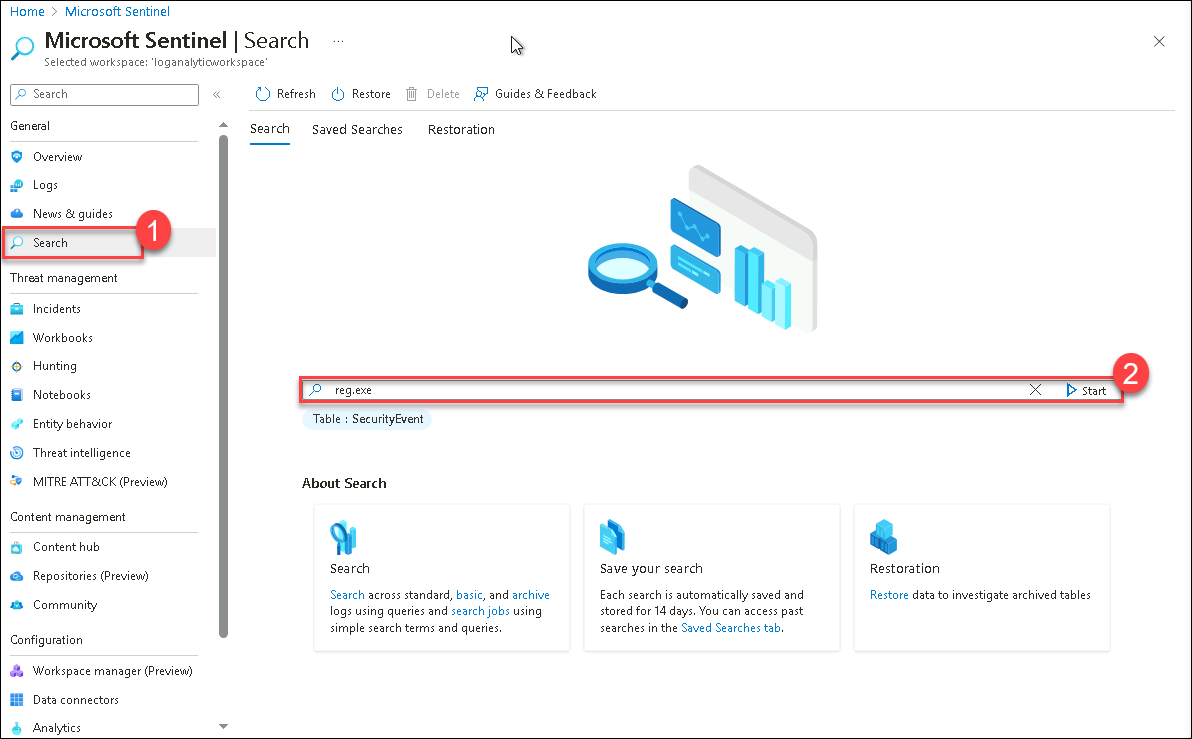 Home > Microsoft Sentinel
Microsoft Sentinel | Search ...
Selected workspace: 'loganalyticworkspace'
Search «
General
Overview
Logs
News & guides
Search
1
Threat management
Incidents
Workbooks
Hunting
Notebooks
Entity behavior
Threat intelligence
MITRE ATT&CK (Preview)
Content management
Content hub
Repositories (Preview)
Community
Configuration
Workspace manager (Preview)
Data connectors
Analytics
Refresh Restore Delete Guides & Feedback
Search Saved Searches Restoration
reg.exe Start
2
Table : SecurityEvent
About Search
Search
Search across standard, basic, and archive
logs using queries and search jobs using
simple search terms and queries.
Save your search
Each search is automatically saved and
stored for 14 days. You can access past
searches in the Saved Searches tab.
Restoration
Restore data to investigate archived tables